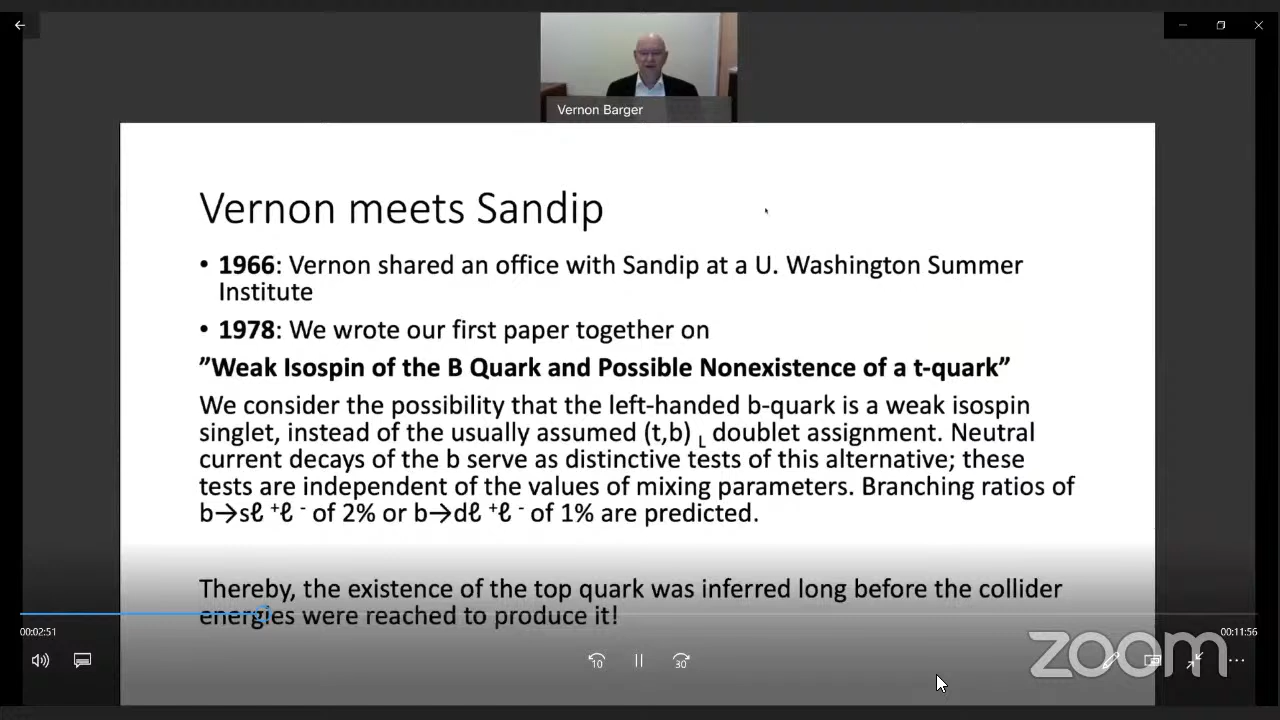 Vernon Barger
Vernon meets Sandip
• 1966: Vernon shared an office with Sandip at a U. Washington Summer
Institute
• 1978: We wrote our first paper together on
”Weak Isospin of the B Quark and Possible Nonexistence of a t-quark”
We consider the possibility that the left-handed b-quark is a weak isospin
singlet, instead of the usually assumed (t,b) L doublet assignment. Neutral
current decays of the b serve as distinctive tests of this alternative; these
tests are independent of the values of mixing parameters. Branching ratios of
b→sℓ +ℓ - of 2% or b→dℓ +ℓ - of 1% are predicted.
Thereby, the existence of the top quark was inferred long before the collider
energies were reached to produce it!
00:02:51
00:11:56
10
30
zoom